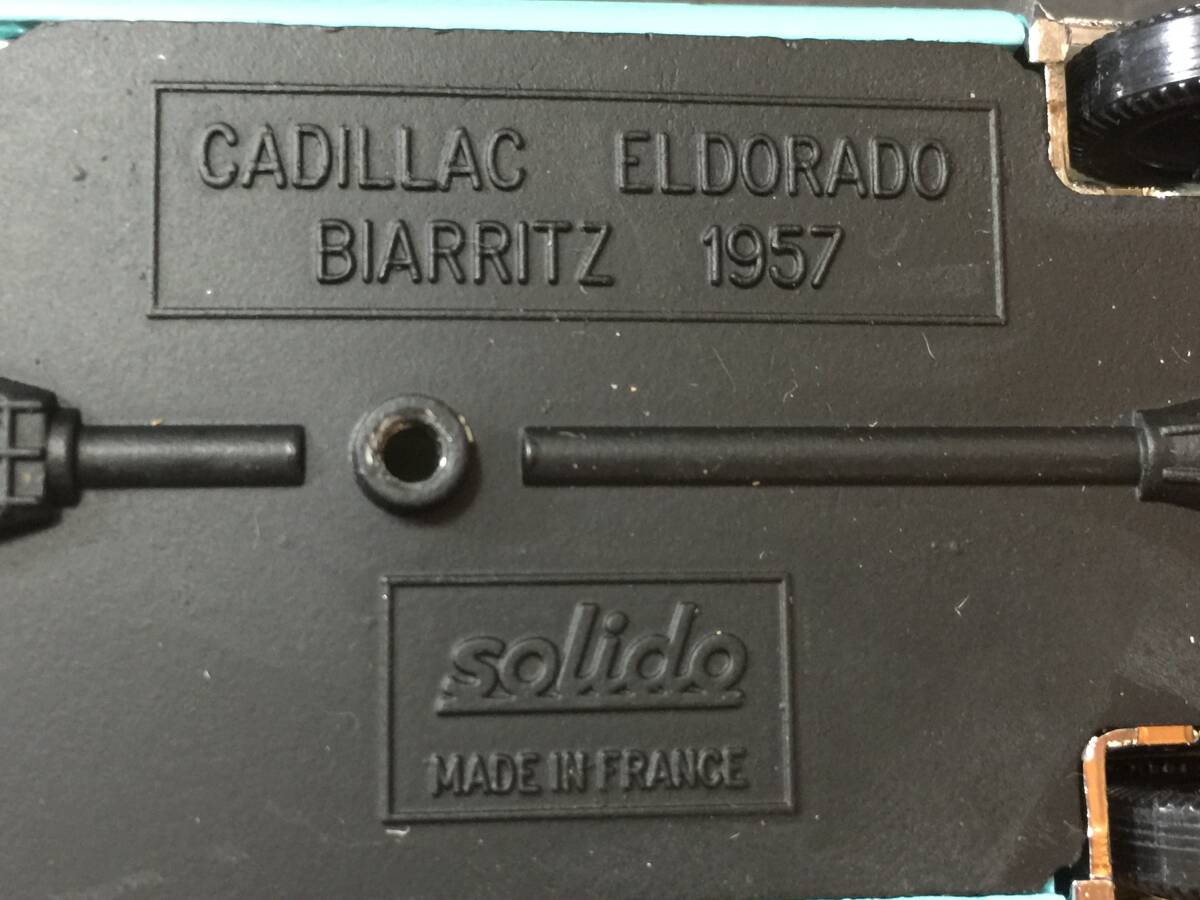 CADILLAC ELDORADO
BIARRITZ 1957
solido
MADE IN FRANCE